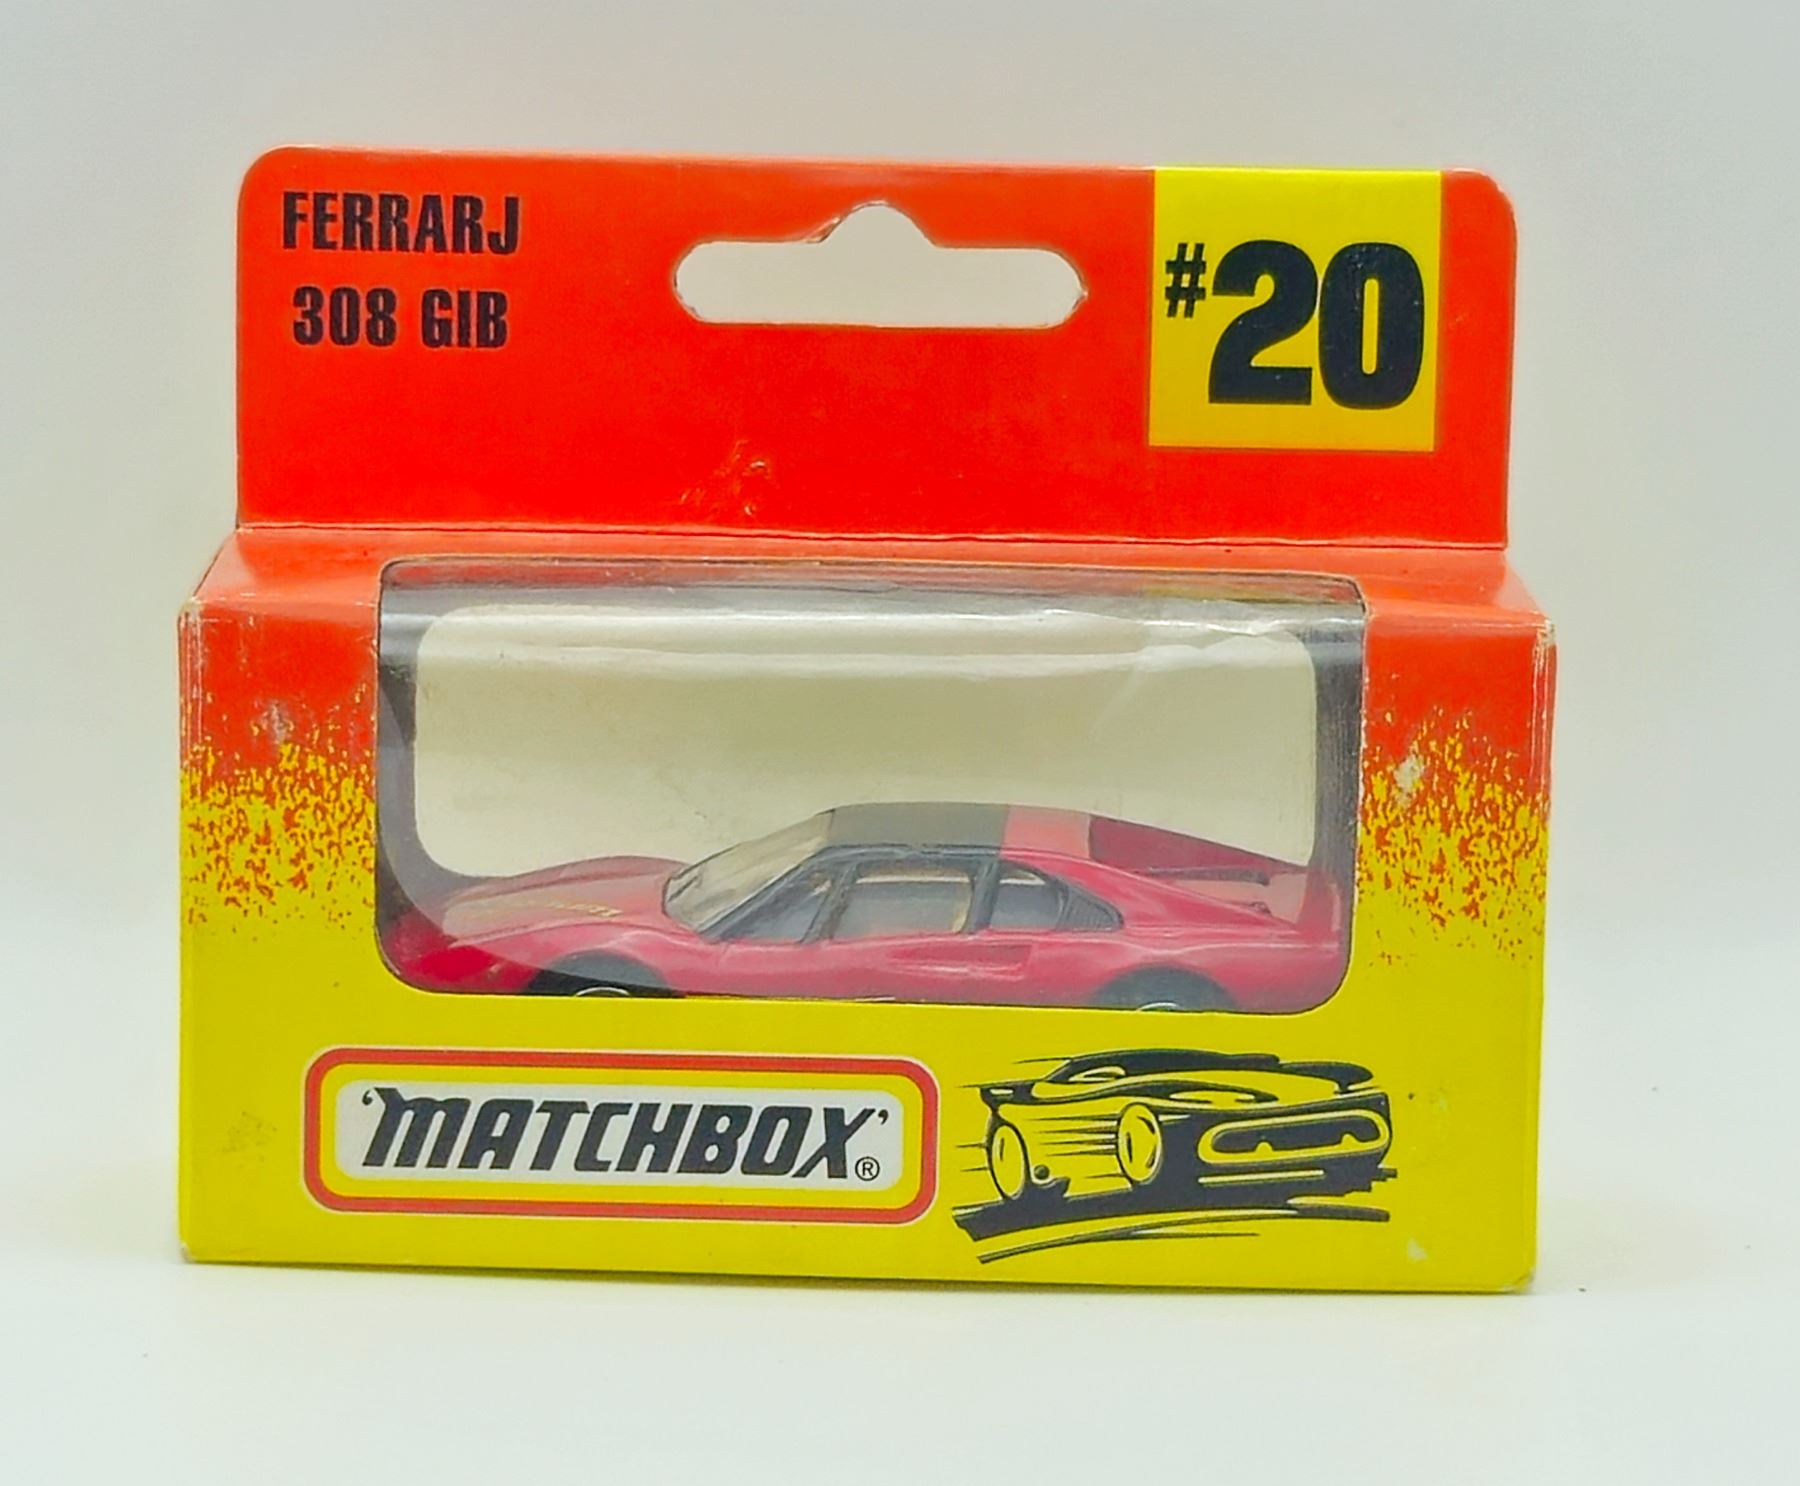 FERRARJ
308 GIB
#20
'MATCHBOX'®